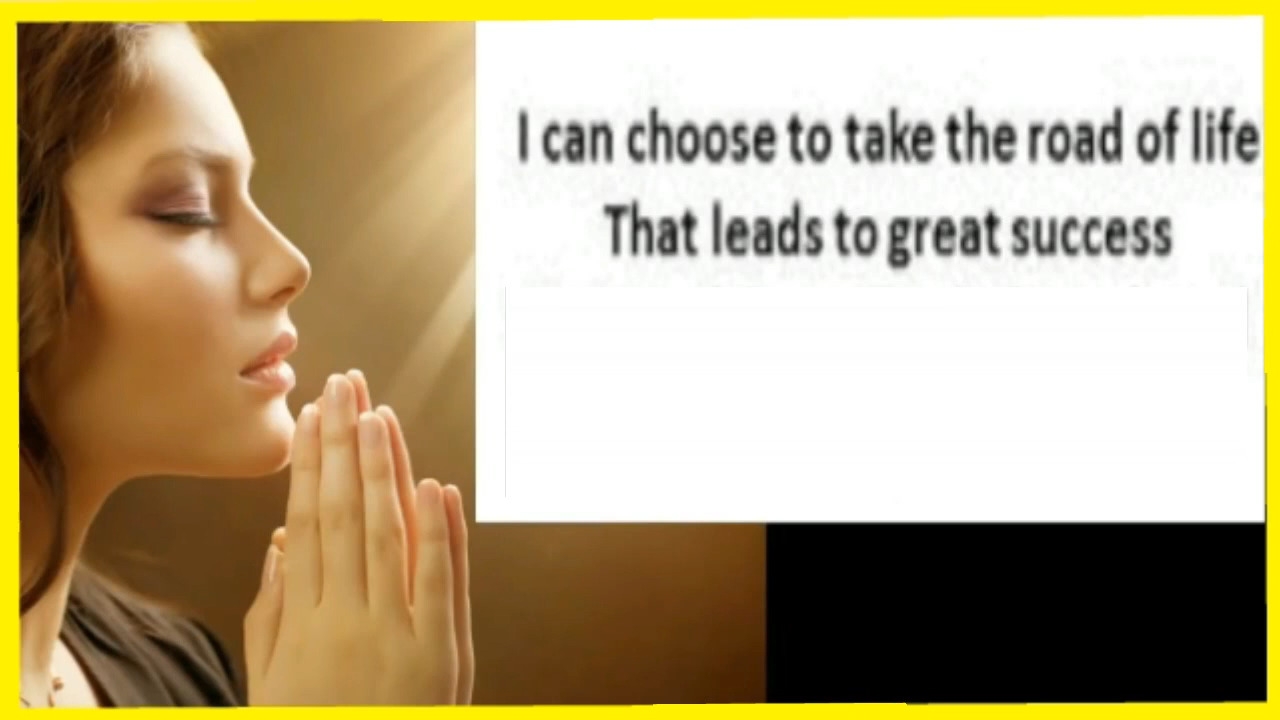 I can choose to take the road of life
That leads to great success